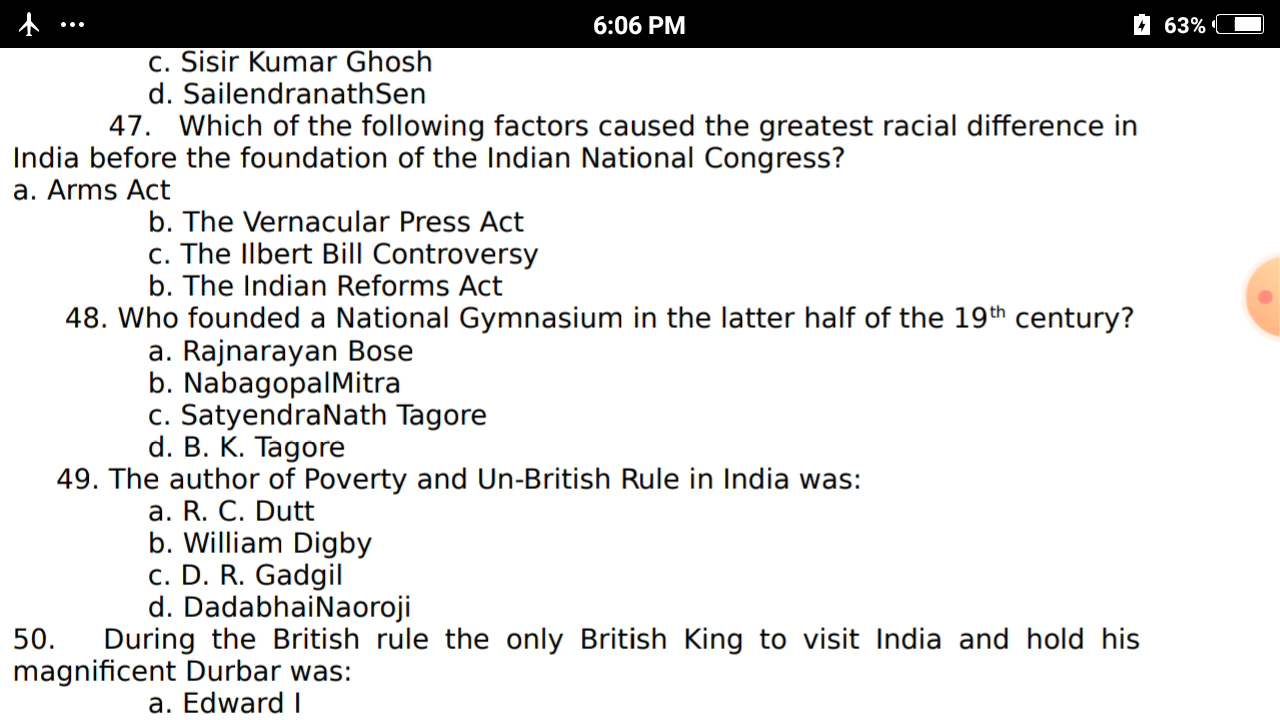 6:06 PM
63%
c. Sisir Kumar Ghosh
d. SailendranathSen
47. Which of the following factors caused the greatest racial difference in
India before the foundation of the Indian National Congress?
a. Arms Act
b. The Vernacular Press Act
c. The Ilbert Bill Controversy
b. The Indian Reforms Act
48. Who founded a National Gymnasium in the latter half of the 19th century?
a. Rajnarayan Bose
b. NabagopalMitra
c. SatyendraNath Tagore
d. B. K. Tagore
49. The author of Poverty and Un-British Rule in India was:
a. R. C. Dutt
b. William Digby
c. D. R. Gadgil
d. DadabhaiNaoroji
50. During the British rule the only British King to visit India and hold his
magnificent Durbar was:
a. Edward I